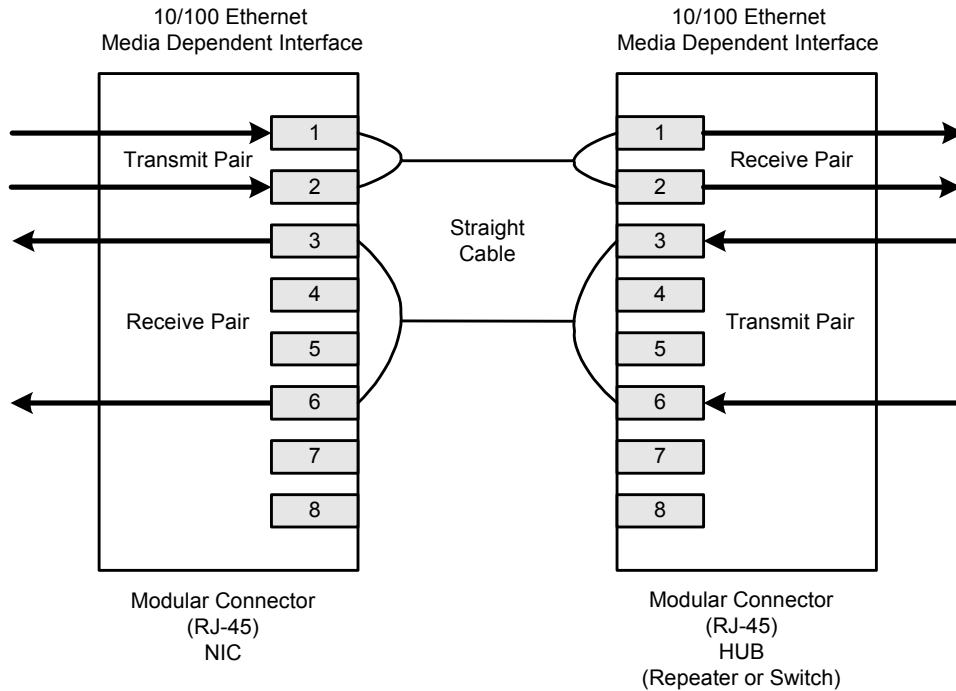 10/100 Ethernet
Media Dependent Interface
10/100 Ethernet
Media Dependent Interface
1
Transmit Pair
2
3
4
Receive Pair
5
6
7
8
Straight
Cable
1
Receive Pair
2
3
4
Transmit Pair
5
6
7
8
Modular Connector
(RJ-45)
NIC
Modular Connector
(RJ-45)
HUB
(Repeater or Switch)